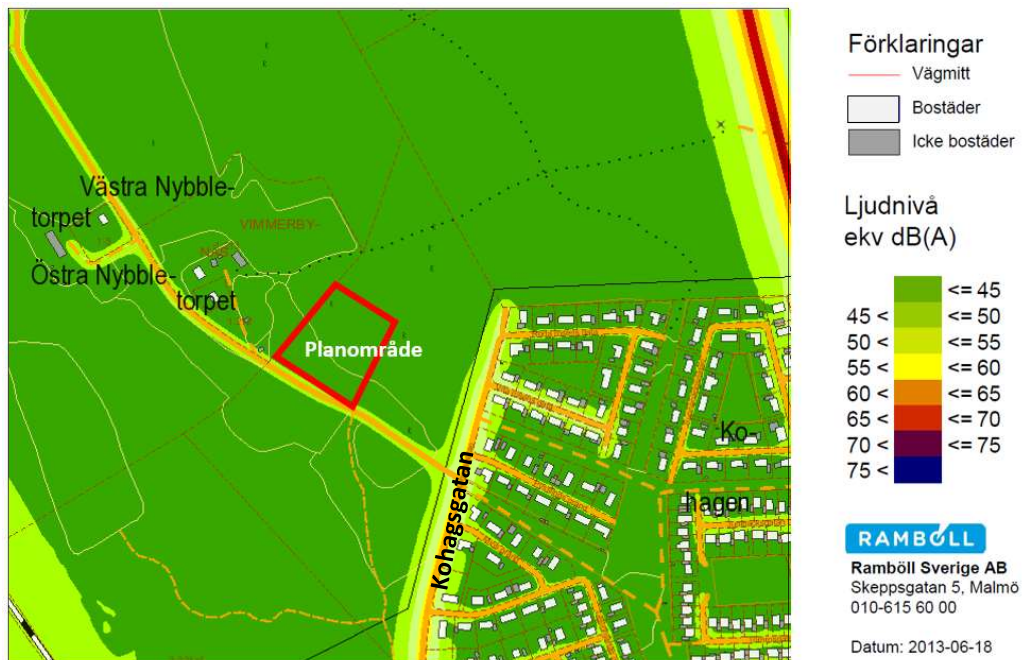 Västra Nybble-
torpet
VIMMERBY-
Östra Nybble-
torpet
Planområde
Kohagsgatan
Ko-
hagen
Förklaringar
Vägmitt
Bostäder
Icke bostäder
Ljudnivå
ekv dB(A)
<= 45
45 < <= 50
50 < <= 55
55 < <= 60
60 < <= 65
65 < <= 70
70 < <= 75
75 <
RAMBOLL
Ramböll Sverige AB
Skeppsgatan 5, Malmö
010-615 60 00
Datum: 2013-06-18